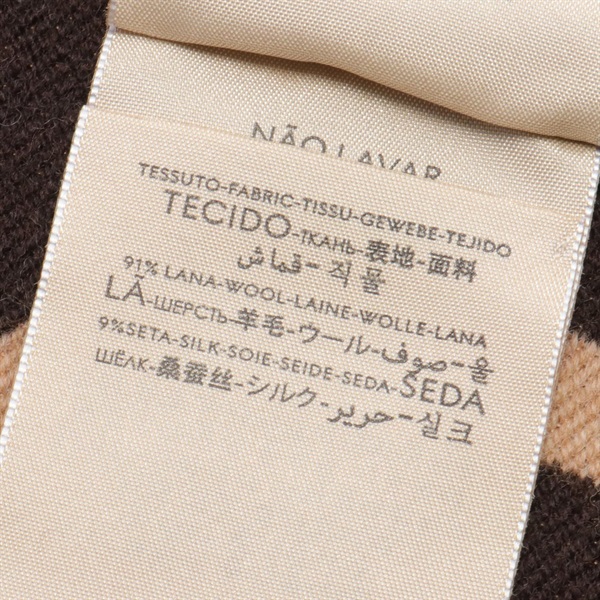 NÃO LAVAR
TESSUTO-FABRIC-TISSU-GEWEBE-TEJIDO
TECIDO-ТКАНЬ-表地-面料
قماش-직물
91% LANA-WOOL-LAINE-WOLLE-LANA
LÃ-ШЕРСТЬ-羊毛-ウール-صوف-울
9%SETA-SILK-SOIE-SEIDE-SEDA-SEDA
ШЁЛК-桑蚕丝-シルク-حرير-실크